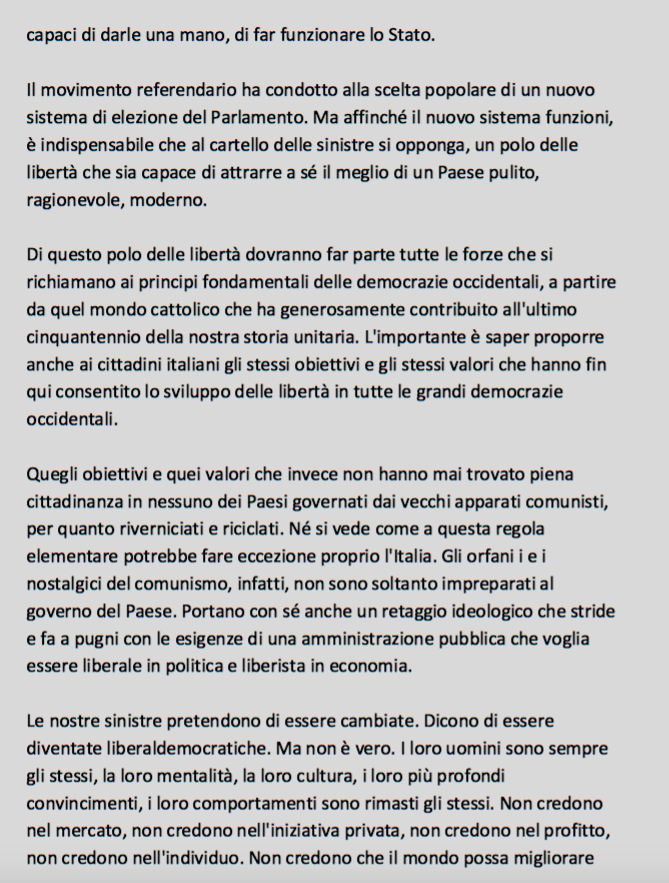 capaci di darle una mano, di far funzionare lo Stato.
Il movimento referendario ha condotto alla scelta popolare di un nuovo
sistema di elezione del Parlamento. Ma affinché il nuovo sistema funzioni,
è indispensabile che al cartello delle sinistre si opponga, un polo delle
libertà che sia capace di attrarre a sé il meglio di un Paese pulito,
ragionevole, moderno.
Di questo polo delle libertà dovranno far parte tutte le forze che si
richiamano ai principi fondamentali delle democrazie occidentali, a partire
da quel mondo cattolico che ha generosamente contribuito all'ultimo
cinquantennio della nostra storia unitaria. L'importante è saper proporre
anche ai cittadini italiani gli stessi obiettivi e gli stessi valori che hanno fin
qui consentito lo sviluppo delle libertà in tutte le grandi democrazie
occidentali.
Quegli obiettivi e quei valori che invece non hanno mai trovato piena
cittadinanza in nessuno dei Paesi governati dai vecchi apparati comunisti,
per quanto riverniciati e riciclati. Né si vede come a questa regola
elementare potrebbe fare eccezione proprio l'Italia. Gli orfani i e i
nostalgici del comunismo, infatti, non sono soltanto impreparati al
governo del Paese. Portano con sé anche un retaggio ideologico che stride
e fa a pugni con le esigenze di una amministrazione pubblica che voglia
essere liberale in politica e liberista in economia.
Le nostre sinistre pretendono di essere cambiate. Dicono di essere
diventate liberaldemocratiche. Ma non è vero. I loro uomini sono sempre
gli stessi, la loro mentalità, la loro cultura, i loro più profondi
convincimenti, i loro comportamenti sono rimasti gli stessi. Non credono
nel mercato, non credono nell'iniziativa privata, non credono nel profitto,
non credono nell'individuo. Non credono che il mondo possa migliorare